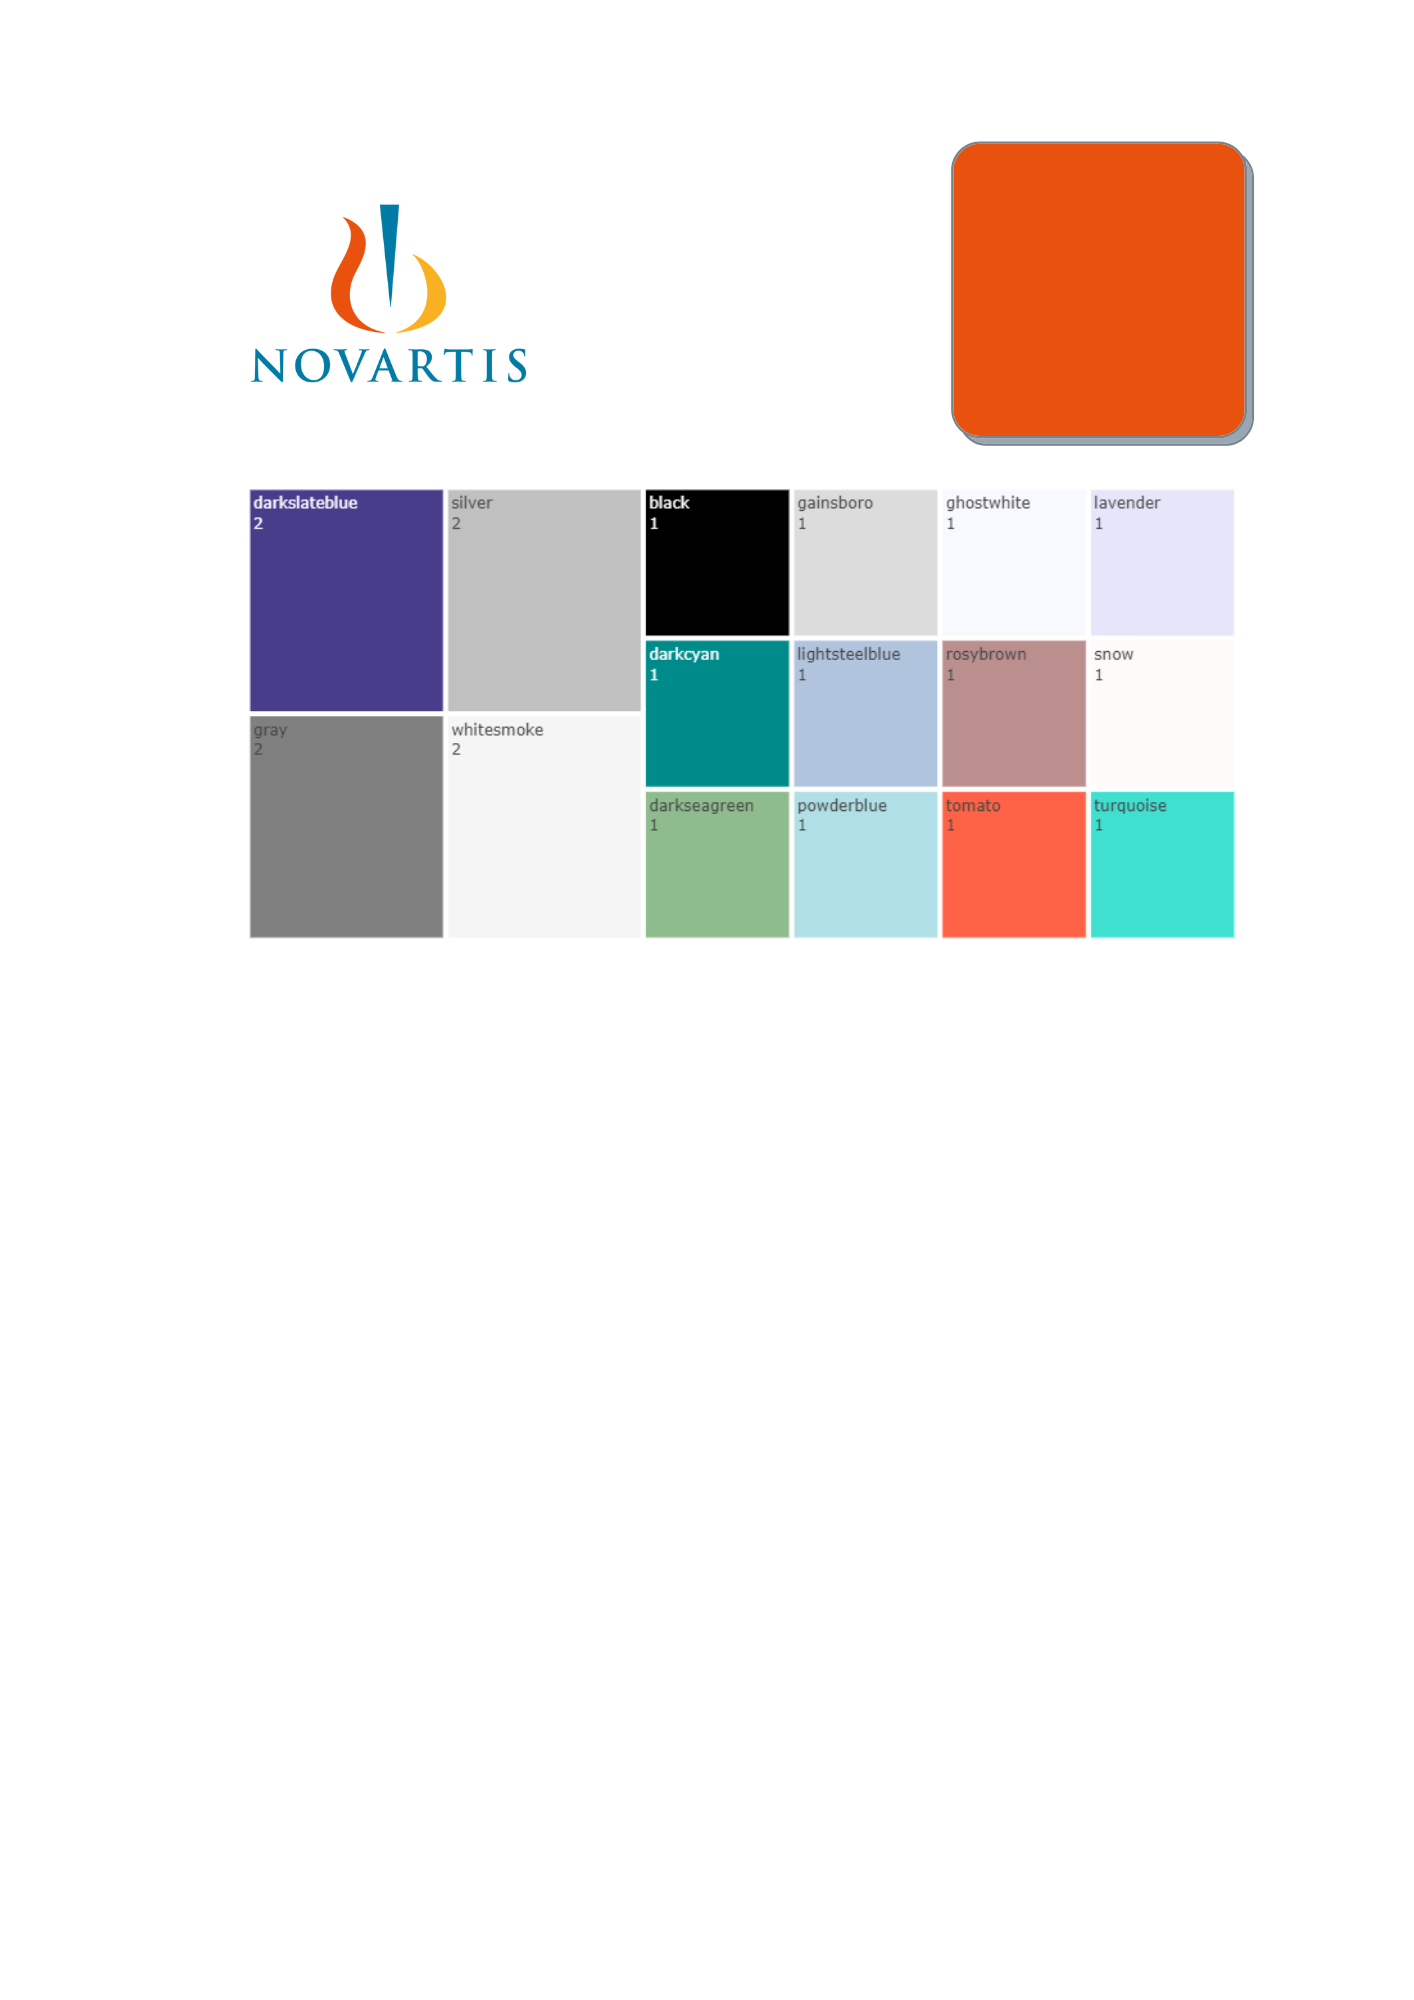 NOVARTIS
darkslateblue
2
silver
2
black
1
gainsboro
1
ghostwhite
1
lavender
1
darkcyan
1
lightsteelblue
1
rosybrown
1
snow
1
gray
2
whitesmoke
2
darkseagreen
1
powderblue
1
tomato
1
turquoise
1